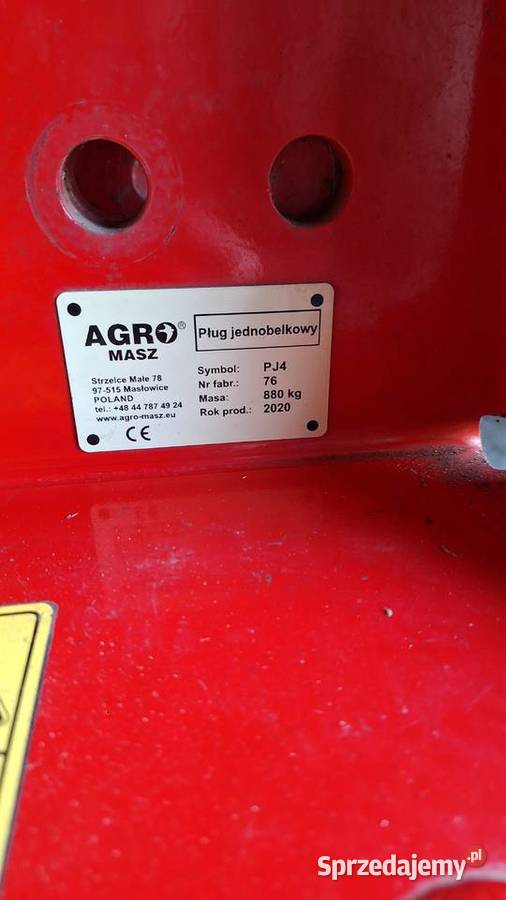 AGRO®
MASZ
Pług jednobelkowy
Strzelce Małe 78
97-515 Masłowice
POLAND
tel.: +48 44 787 49 24
www.agro-masz.eu
CE
Symbol: PJ4
Nr fabr.: 76
Masa: 880 kg
Rok prod.: 2020
Sprzedajemy.pl